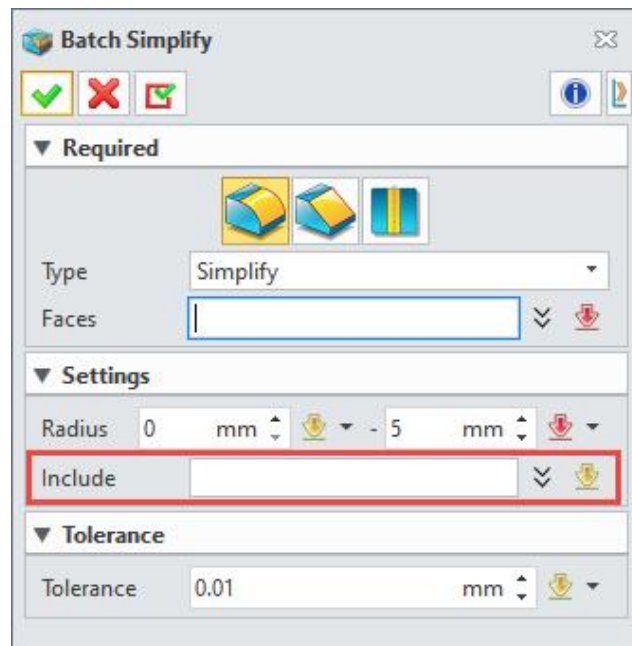 Batch Simplify
Required
Type Simplify
Faces
Settings
Radius 0 mm - 5 mm
Include
Tolerance
Tolerance 0.01 mm